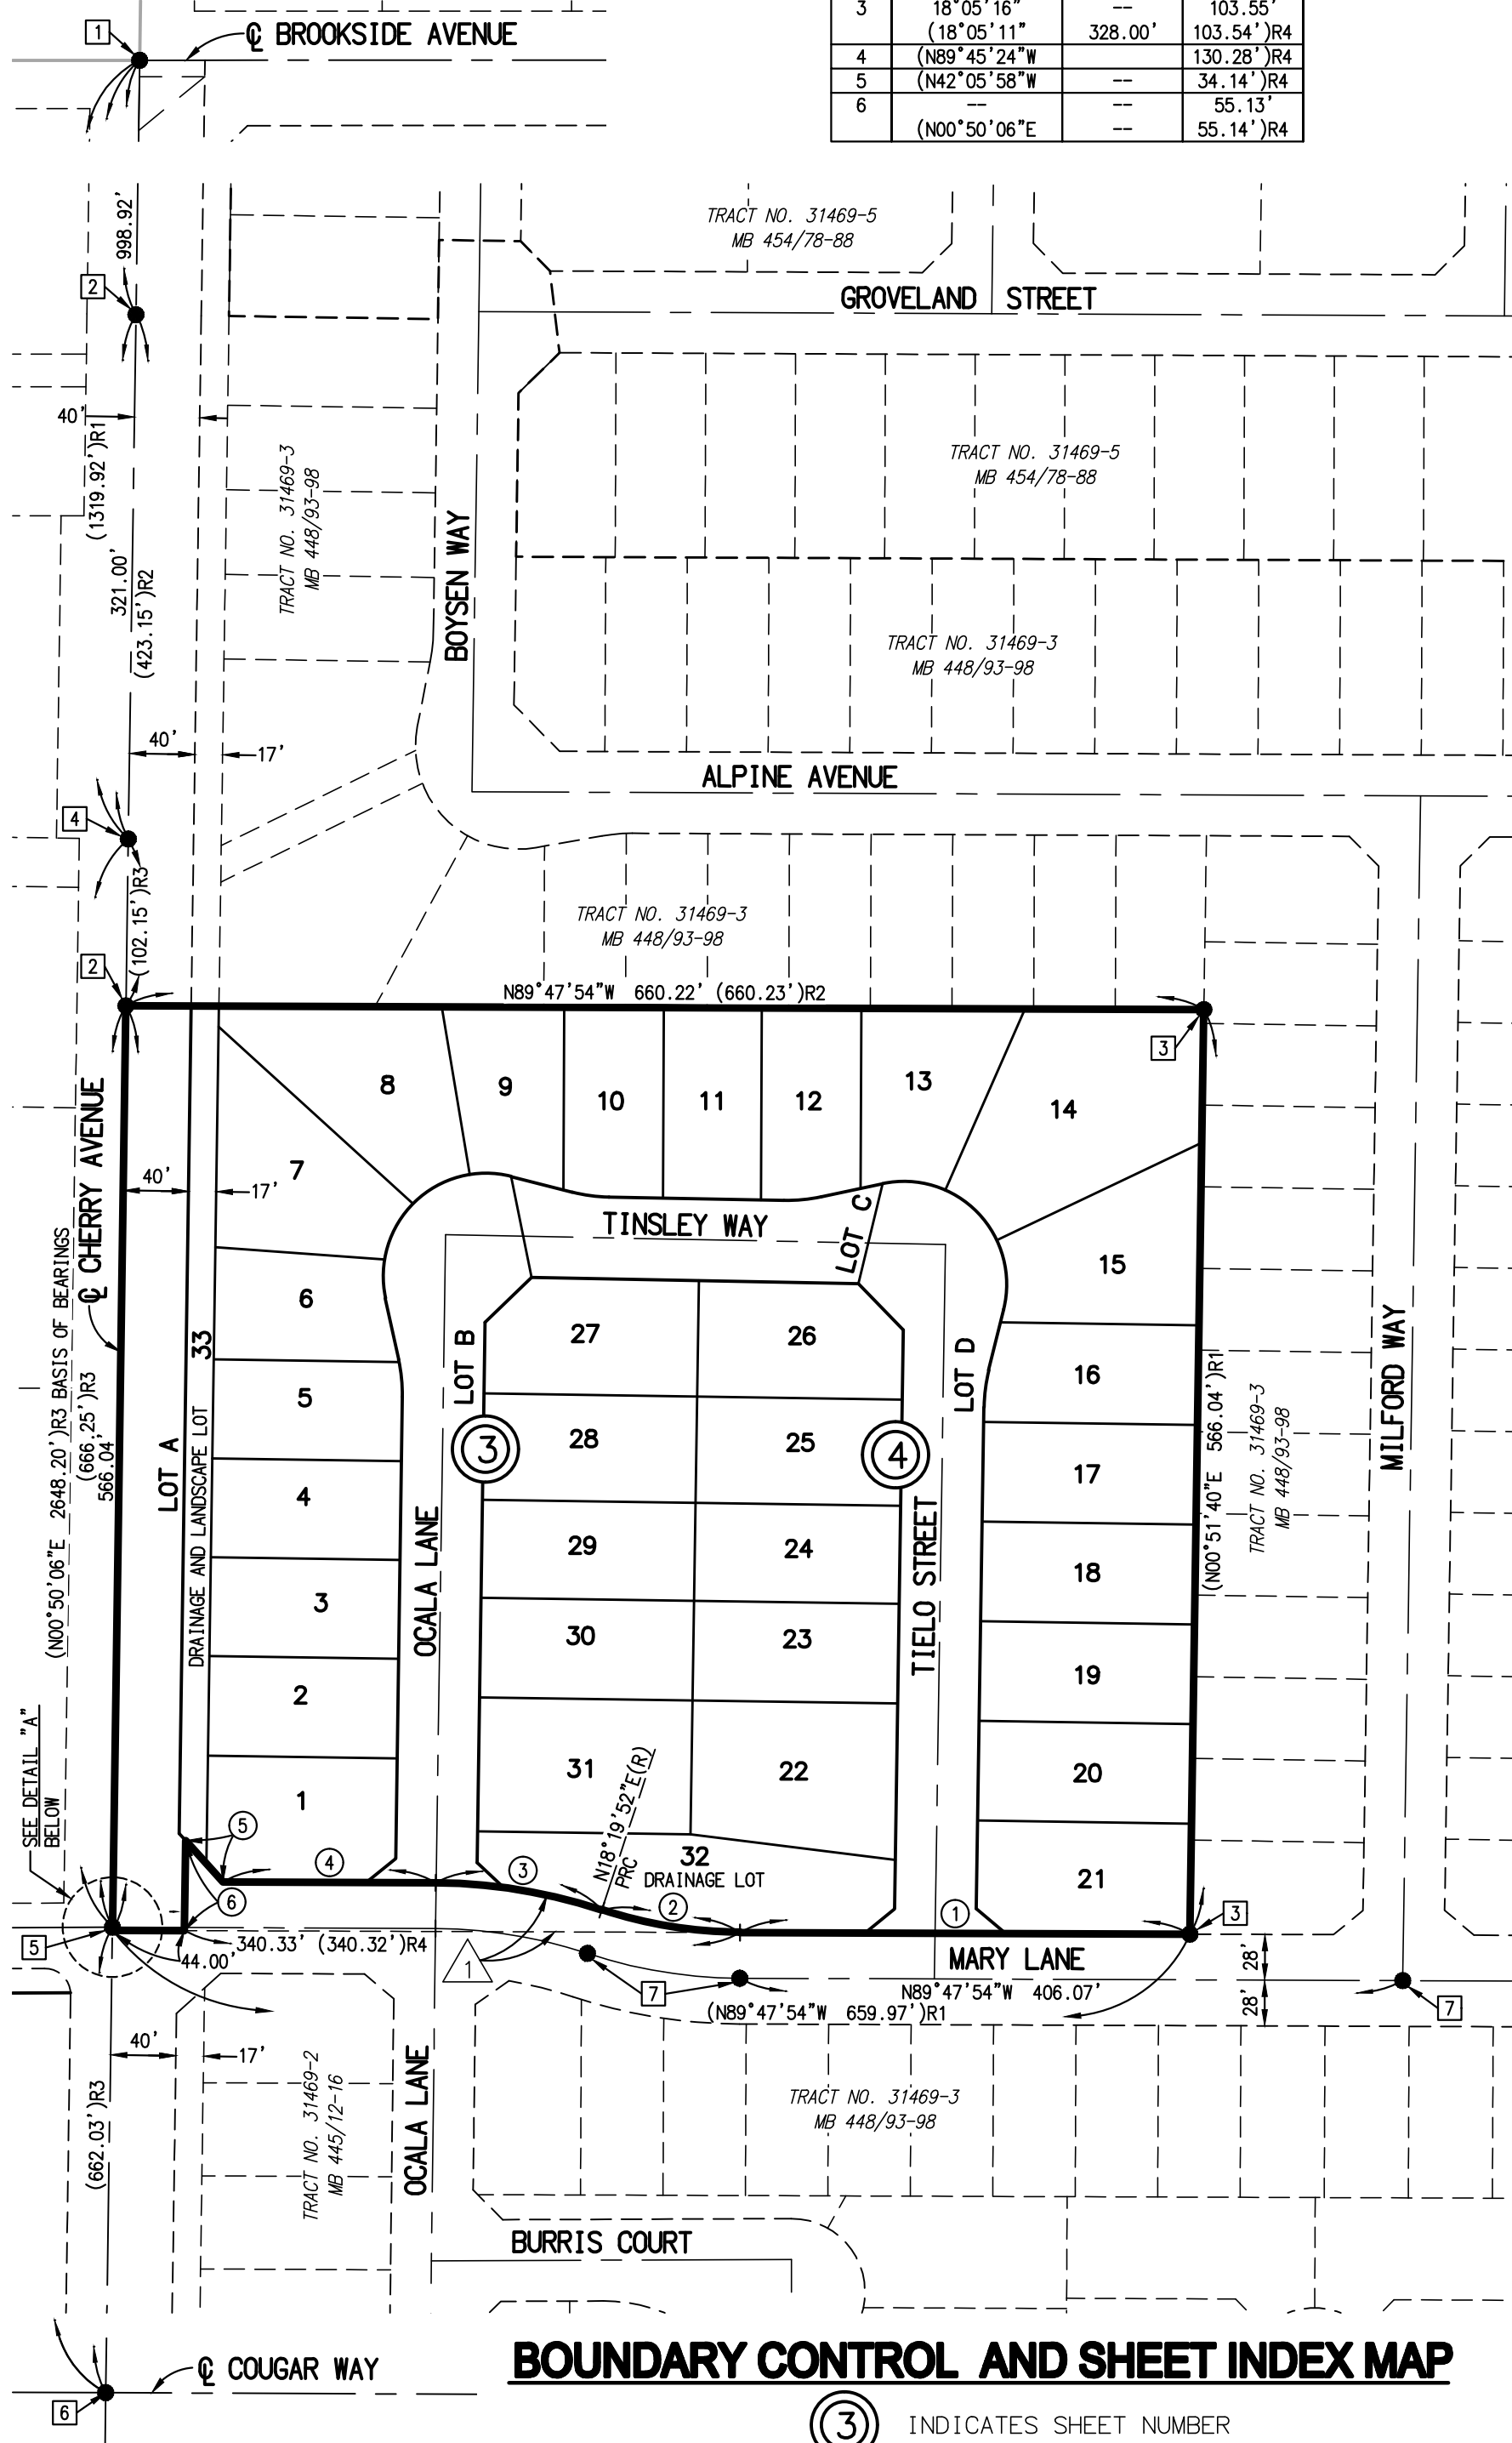 3 18°05'16" -- 103.55'
(18°05'11" 328.00' 103.54')R4
4 (N89°45'24"W 130.28')R4
5 (N42°05'58"W -- 34.14')R4
6 -- -- 55.13'
(N00°50'06"E -- 55.14')R4
1
℄ BROOKSIDE AVENUE
998.92'
2
TRACT NO. 31469-5
MB 454/78-88
GROVELAND STREET
40'
(1319.92')R1
321.00'
(423.15')R2
TRACT NO. 31469-3
MB 448/93-98
BOYSEN WAY
TRACT NO. 31469-5
MB 454/78-88
TRACT NO. 31469-3
MB 448/93-98
40'
17'
ALPINE AVENUE
4
(102.15')R3
2
TRACT NO. 31469-3
MB 448/93-98
N89°47'54"W 660.22' (660.23')R2
3
8
9
10
11
12
13
14
7
℄ CHERRY AVENUE
40'
17'
TINSLEY WAY
LOT C
15
6
33
LOT B
27
26
LOT D
MILFORD WAY
(N00°50'06"E 2648.20')R3 BASIS OF BEARINGS
(666.25')R3
566.04'
5
16
LOT A
DRAINAGE AND LANDSCAPE LOT
3
28
25
4
4
17
(N00°51'40"E 566.04')R1
TRACT NO. 31469-3
MB 448/93-98
OCALA LANE
29
24
TIELO STREET
18
3
30
23
19
2
SEE DETAIL "A"
BELOW
1
31
22
20
N18°19'52"E(R)
PRC
5
4
3
32
DRAINAGE LOT
21
6
2
1
3
5
44.00'
340.33' (340.32')R4
1
7
MARY LANE
N89°47'54"W 406.07'
(N89°47'54"W 659.97')R1
28'
28'
7
40'
17'
(662.03')R3
TRACT NO. 31469-2
MB 445/12-16
OCALA LANE
TRACT NO. 31469-3
MB 448/93-98
BURRIS COURT
℄ COUGAR WAY
6
BOUNDARY CONTROL AND SHEET INDEX MAP
3 INDICATES SHEET NUMBER